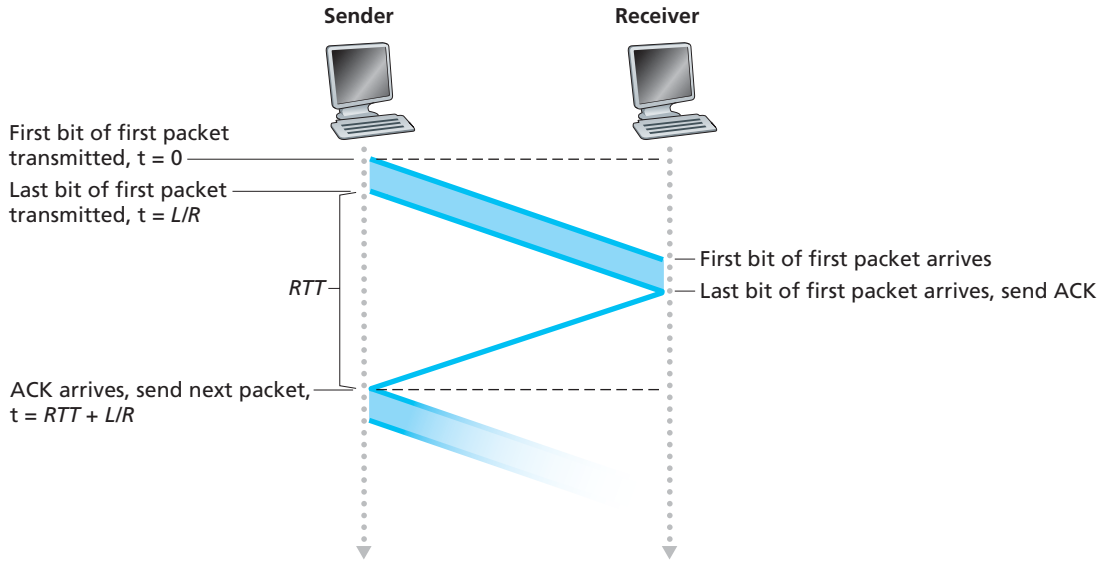 Sender
Receiver
First bit of first packet
transmitted, t = 0
Last bit of first packet
transmitted, t = L/R
First bit of first packet arrives
RTT
Last bit of first packet arrives, send ACK
ACK arrives, send next packet,
t = RTT + L/R